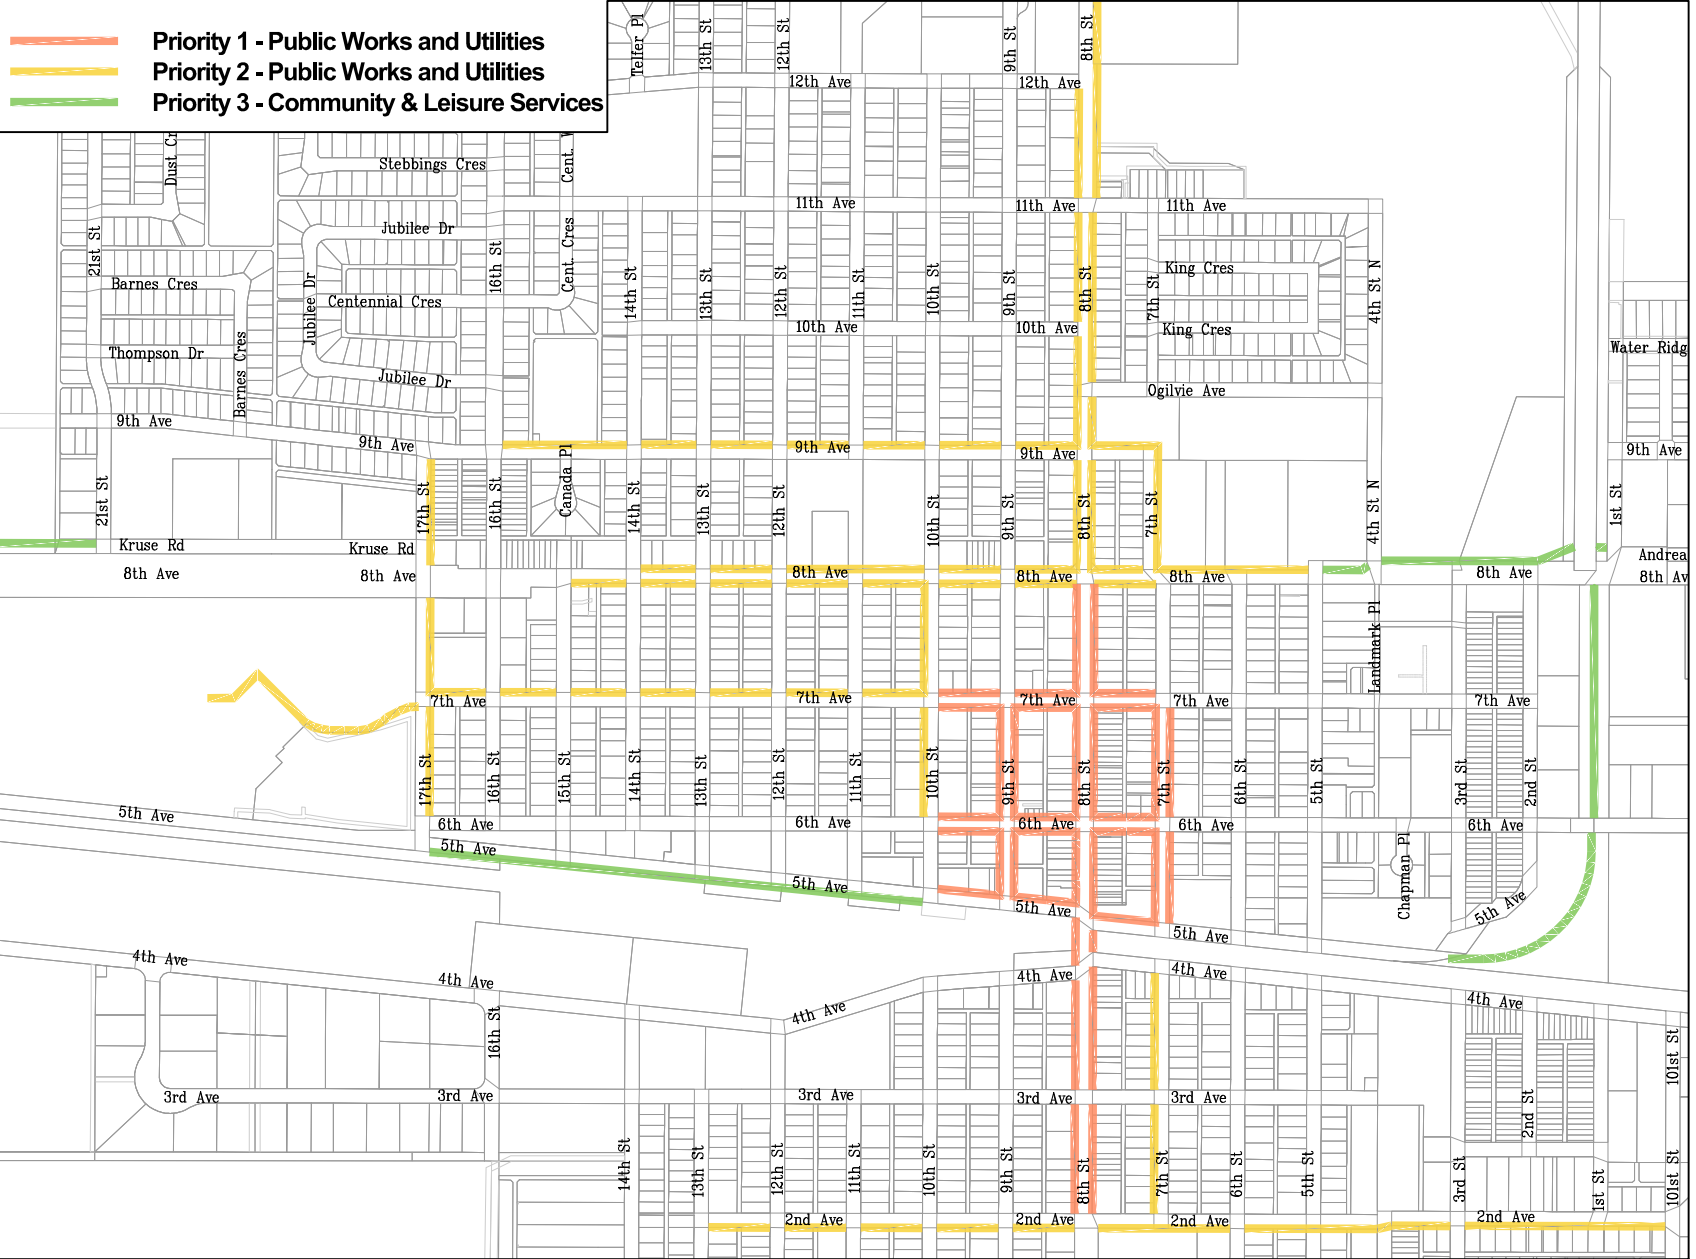 Priority 1 - Public Works and Utilities
Priority 2 - Public Works and Utilities
Priority 3 - Community & Leisure Services
Telfer Pl
13th St
12th St
9th St
8th St
12th Ave
12th Ave
Dust Cr
Stebbings Cres
Cent.
11th Ave
11th Ave
11th Ave
21st St
Jubilee Dr
16th St
Cent. Cres
14th St
13th St
12th St
11th St
10th St
9th St
8th St
7th St
King Cres
4th St N
Barnes Cres
Jubilee Dr
Centennial Cres
10th Ave
10th Ave
King Cres
Thompson Dr
Barnes Cres
Jubilee Dr
Water Ridg
Ogilvie Ave
9th Ave
9th Ave
9th Ave
9th Ave
9th Ave
21st St
17th St
16th St
Canada Pl
14th St
13th St
12th St
10th St
9th St
8th St
7th St
4th St N
1st St
Kruse Rd
Kruse Rd
Andrea
8th Ave
8th Ave
8th Ave
8th Ave
8th Ave
8th Ave
8th Av
Landmark Pl
7th Ave
7th Ave
7th Ave
7th Ave
7th Ave
17th St
16th St
15th St
14th St
13th St
12th St
11th St
10th St
9th St
8th St
7th St
6th St
5th St
3rd St
2nd St
5th Ave
6th Ave
6th Ave
6th Ave
6th Ave
6th Ave
5th Ave
5th Ave
5th Ave
5th Ave
5th Ave
Chapman Pl
4th Ave
4th Ave
4th Ave
4th Ave
4th Ave
4th Ave
16th St
101st St
3rd Ave
3rd Ave
3rd Ave
3rd Ave
3rd Ave
2nd St
14th St
13th St
12th St
11th St
10th St
9th St
8th St
7th St
6th St
5th St
3rd St
1st St
101st St
2nd Ave
2nd Ave
2nd Ave
2nd Ave